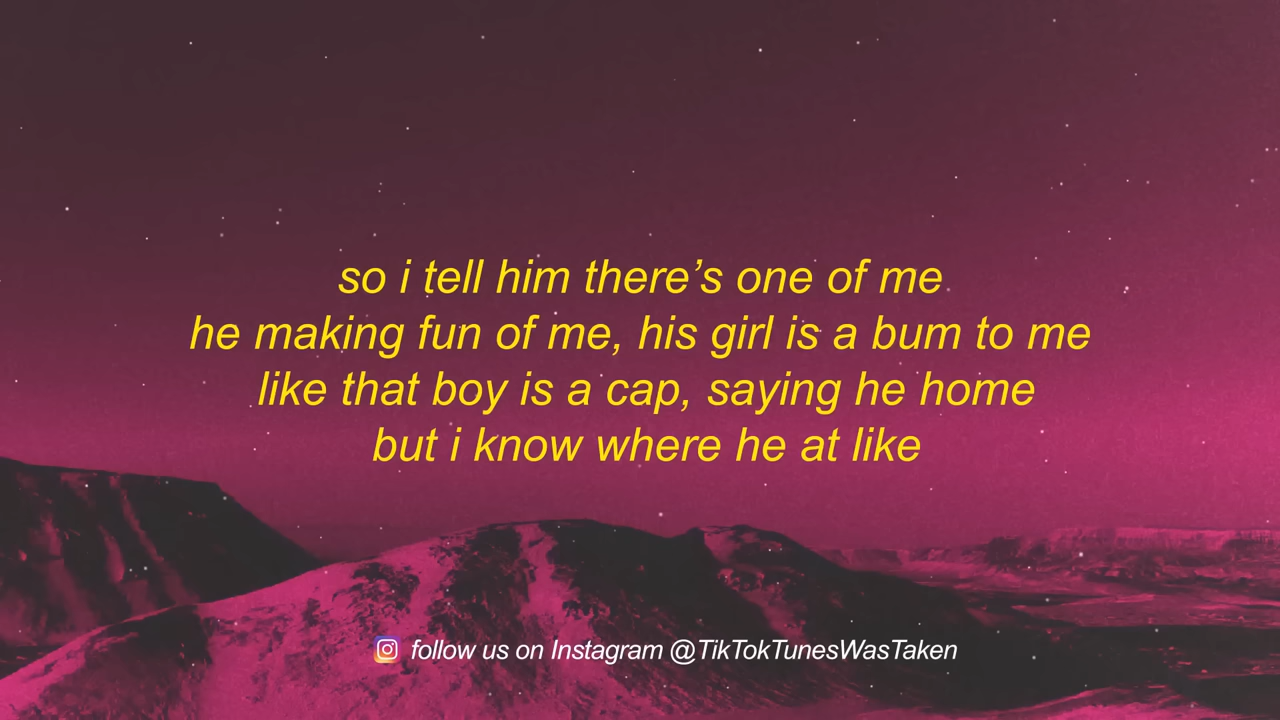 so i tell him there’s one of me
he making fun of me, his girl is a bum to me
like that boy is a cap, saying he home
but i know where he at like
follow us on Instagram @TikTokTunesWasTaken